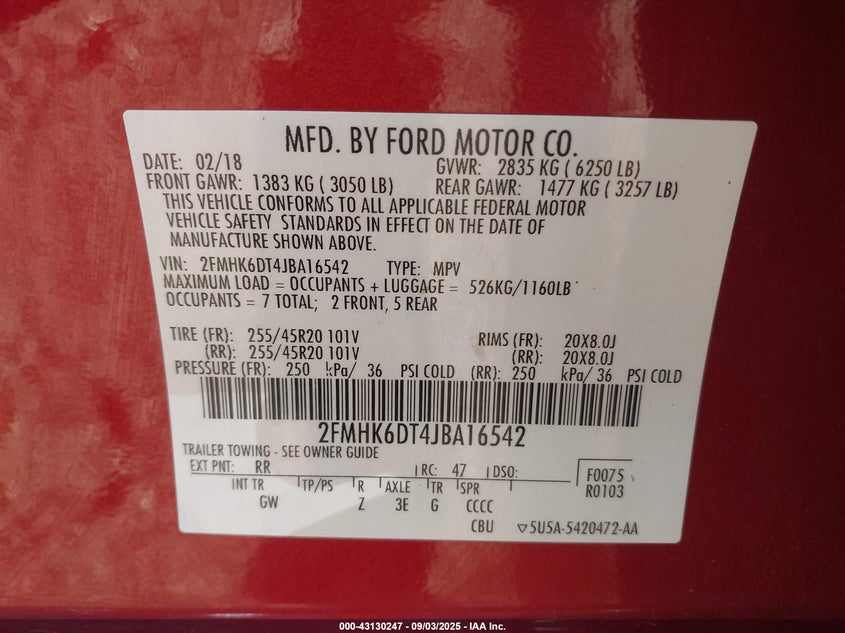 MFD. BY FORD MOTOR CO.
DATE: 02/18 GVWR: 2835 KG ( 6250 LB)
FRONT GAWR: 1383 KG ( 3050 LB) REAR GAWR: 1477 KG ( 3257 LB)
THIS VEHICLE CONFORMS TO ALL APPLICABLE FEDERAL MOTOR
VEHICLE SAFETY STANDARDS IN EFFECT ON THE DATE OF
MANUFACTURE SHOWN ABOVE.
VIN: 2FMHK6DT4JBA16542 TYPE: MPV
MAXIMUM LOAD = OCCUPANTS + LUGGAGE = 526KG/1160LB
OCCUPANTS = 7 TOTAL; 2 FRONT, 5 REAR
TIRE (FR): 255/45R20 101V RIMS (FR): 20X8.0J
(RR): 255/45R20 101V (RR): 20X8.0J
PRESSURE (FR): 250 kPa/ 36 PSI COLD (RR): 250 kPa/ 36 PSI COLD
2FMHK6DT4JBA16542
TRAILER TOWING - SEE OWNER GUIDE
EXT PNT: RR RC: 47 DSO: F0075
INT TR TP/PS R AXLE TR SPR R0103
GW Z 3E G CCCC
CBU ▽5U5A-5420472-AA
000-43130247 - 09/03/2025 - IAA Inc.